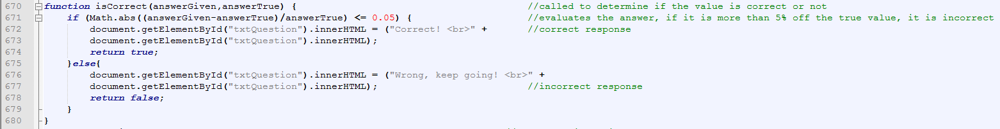 670 function isCorrect(answerGiven,answerTrue) { //called to determine if the value is correct or not
671 if (Math.abs((answerGiven-answerTrue)/answerTrue) <= 0.05) { //evaluates the answer, if it is more than 5% off the true value, it is incorrect
672 document.getElementById("txtQuestion").innerHTML = ("Correct! <br>" + //correct response
673 document.getElementById("txtQuestion").innerHTML);
674 return true;
675 }else{
676 document.getElementById("txtQuestion").innerHTML = ("Wrong, keep going! <br>" +
677 document.getElementById("txtQuestion").innerHTML); //incorrect response
678 return false;
679 }
680 }